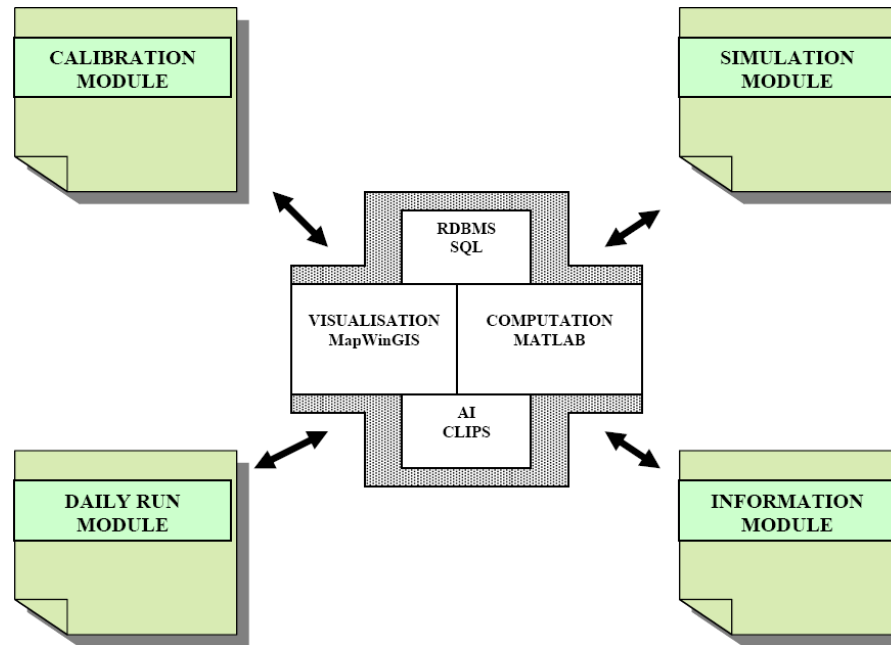 CALIBRATION
MODULE
SIMULATION
MODULE
RDBMS
SQL
VISUALISATION
MapWinGIS
COMPUTATION
MATLAB
AI
CLIPS
DAILY RUN
MODULE
INFORMATION
MODULE